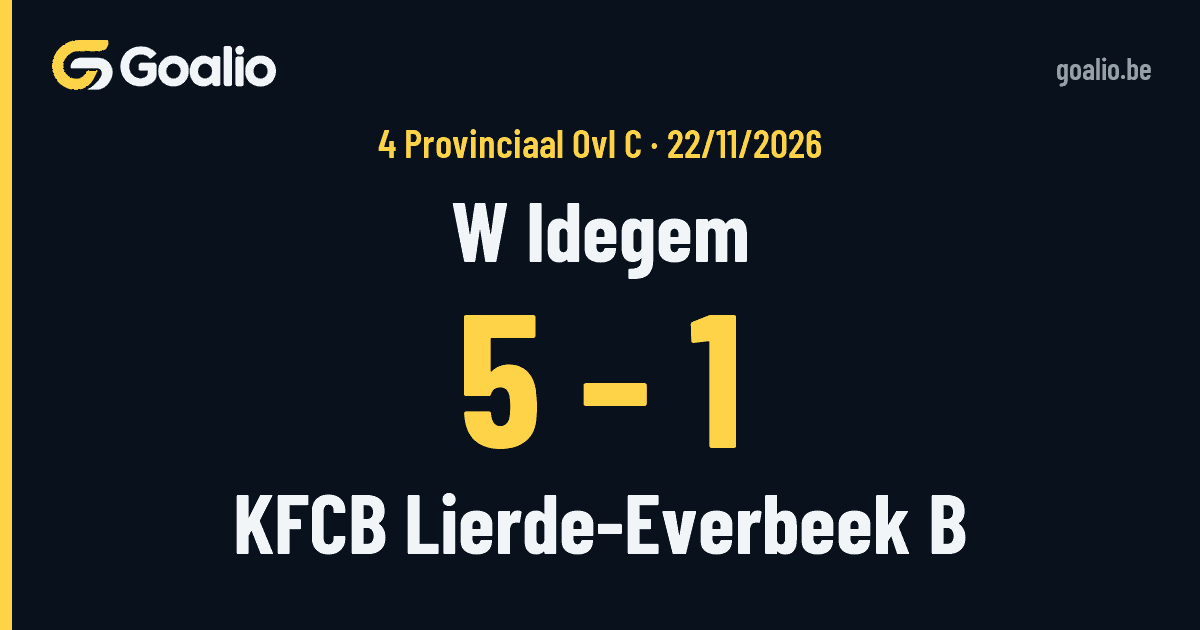 Goalio
goalio.be
4 Provinciaal Ovl C · 22/11/2026
W Idegem
5 – 1
KFCB Lierde-Everbeek B